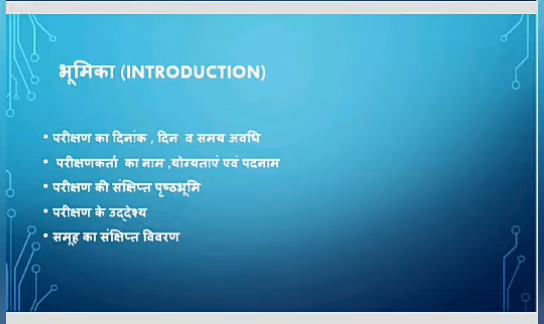 भूमिका (INTRODUCTION)
• परीक्षण का दिनांक , दिन व समय अवधि
• परीक्षणकर्ता का नाम ,योग्यताएं एवं पदनाम
• परीक्षण की संक्षिप्त पृष्ठभूमि
• परीक्षण के उद्देश्य
• समूह का संक्षिप्त विवरण